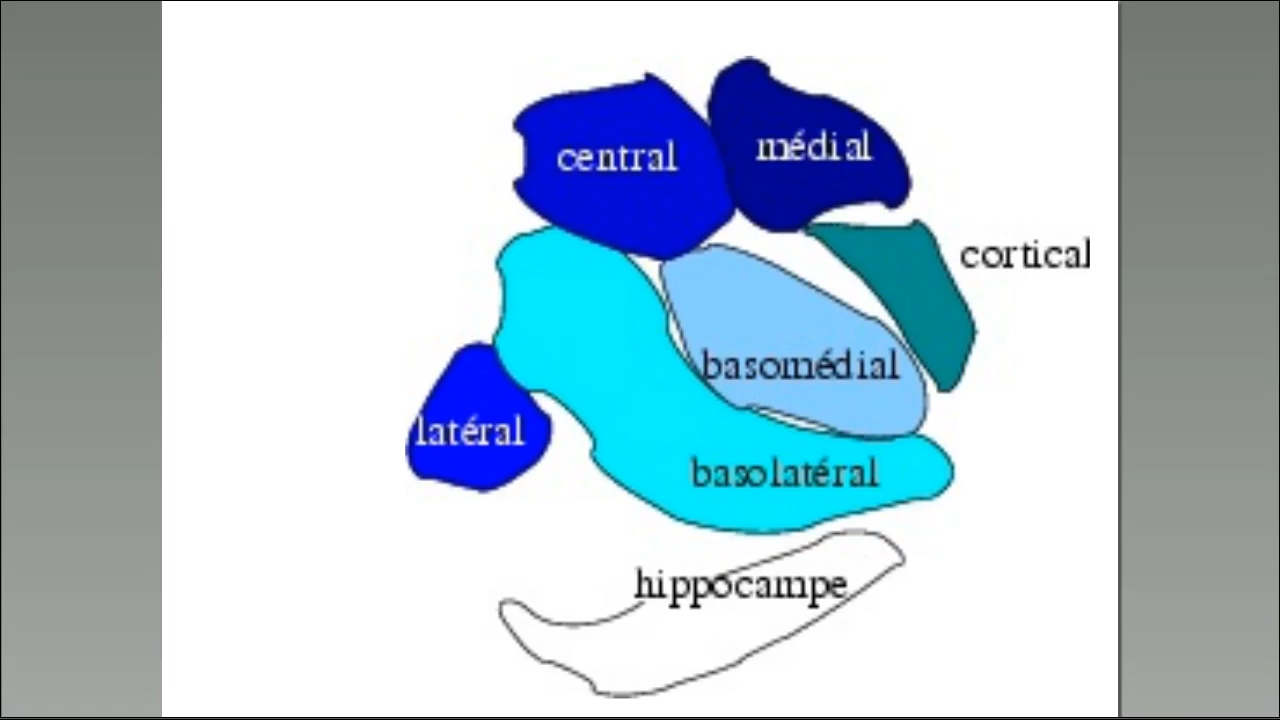 central
médial
cortical
basomédial
latéral
basolatéral
hippocampe